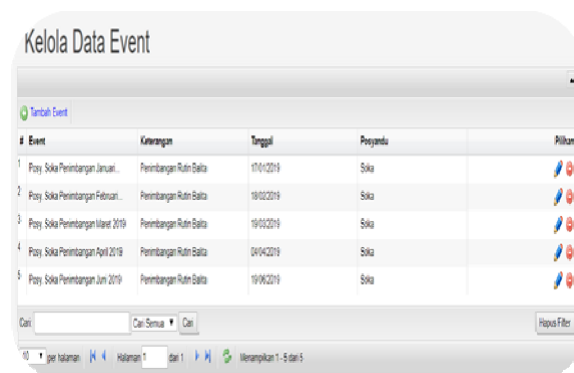 Kelola Data Event
Tambah Event
# Event Keterangan Tanggal Posyandu Pilihan
1 Posy. Soka Penimbangan Januari... Penimbangan Rutin Balita 17/01/2019 Soka
2 Posy. Soka Penimbangan Februari... Penimbangan Rutin Balita 18/02/2019 Soka
3 Posy. Soka Penimbangan Maret 2019 Penimbangan Rutin Balita 19/03/2019 Soka
4 Posy. Soka Penimbangan April 2019 Penimbangan Rutin Balita 04/04/2019 Soka
5 Posy. Soka Penimbangan Juni 2019 Penimbangan Rutin Balita 19/06/2019 Soka
Cari: Cari Semua Cari Hapus Filter
10 per halaman Halaman 1 dari 1 Menampilkan 1 - 5 dari 5